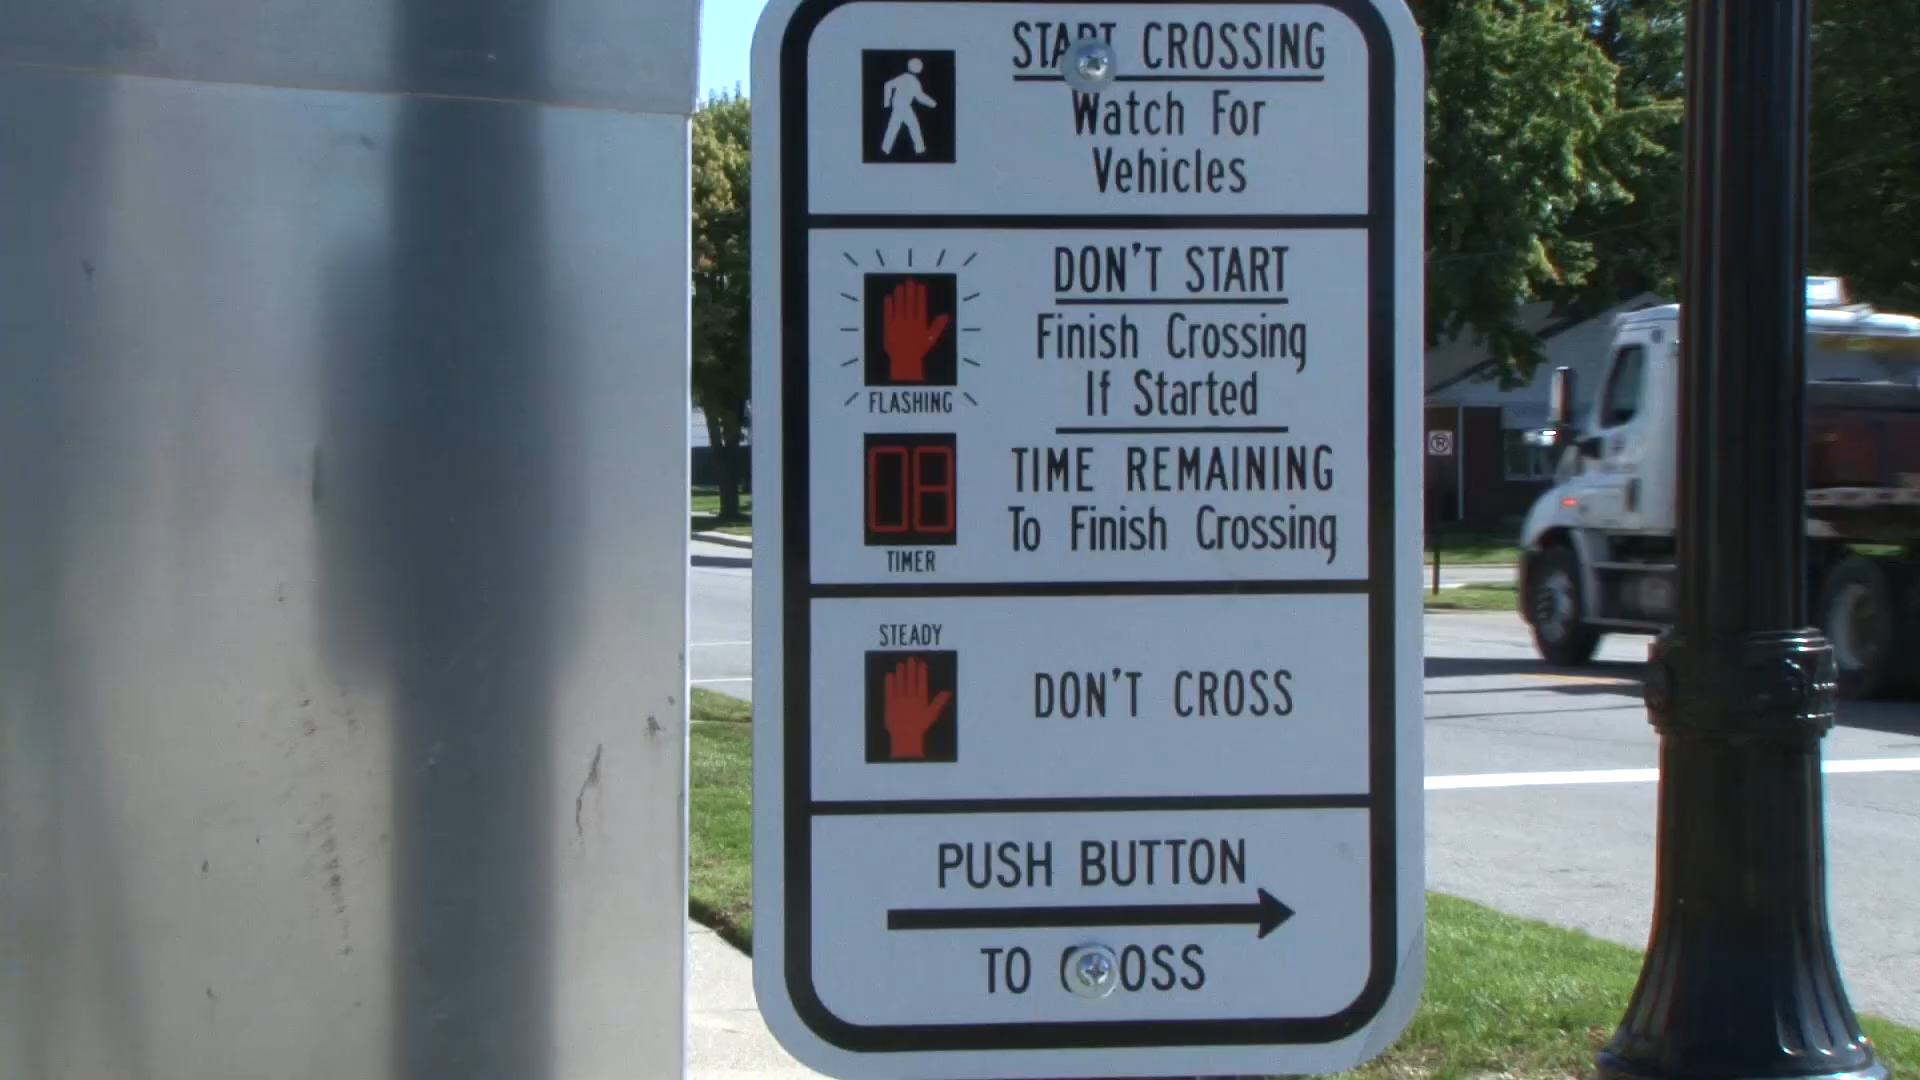 START CROSSING
Watch For
Vehicles
DON'T START
Finish Crossing
If Started
FLASHING
TIME REMAINING
To Finish Crossing
08
TIMER
STEADY
DON'T CROSS
PUSH BUTTON
TO CROSS